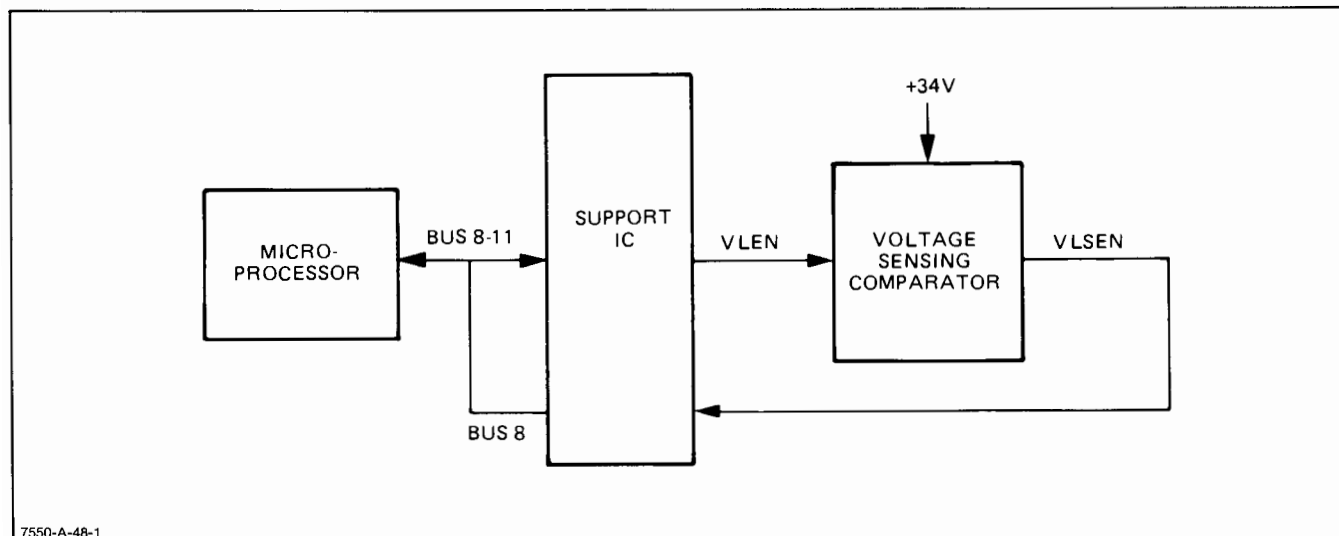 +34V
MICRO-
PROCESSOR
BUS 8-11
SUPPORT
IC
VLEN
VOLTAGE
SENSING
COMPARATOR
VLSEN
BUS 8
7550-A-48-1